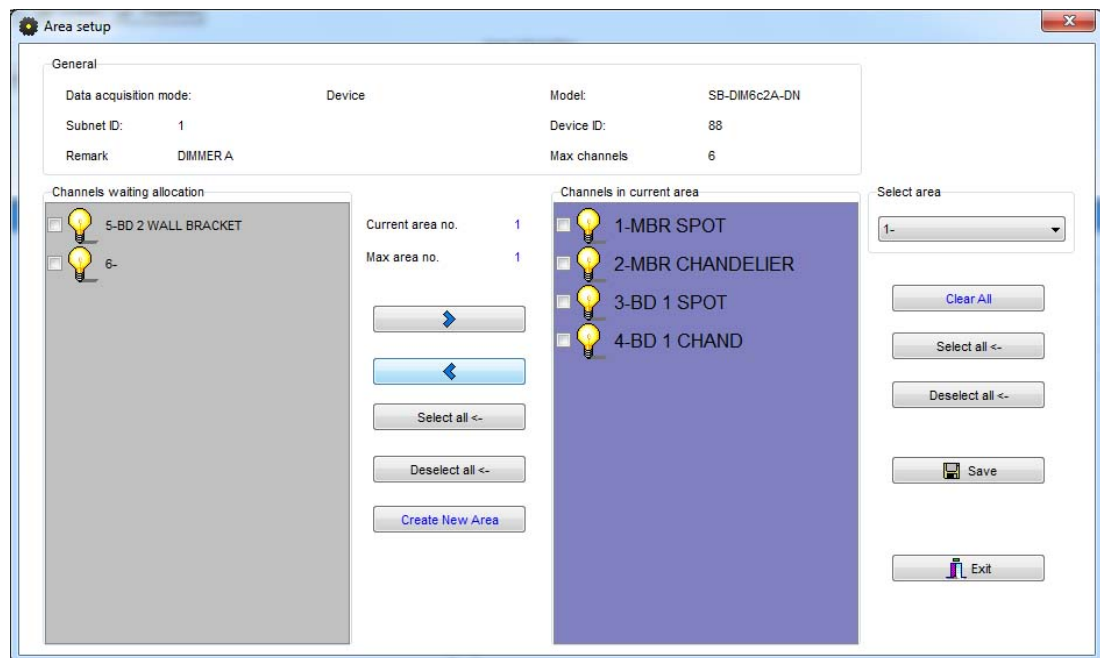 Area setup
General
Data acquisition mode: Device Model: SB-DIM6c2A-DN
Subnet ID: 1 Device ID: 88
Remark DIMMER A Max channels 6
Channels waiting allocation
5-BD 2 WALL BRACKET
6-
Current area no. 1
Max area no. 1
Select all <-
Deselect all <-
Create New Area
Channels in current area
1-MBR SPOT
2-MBR CHANDELIER
3-BD 1 SPOT
4-BD 1 CHAND
Select area
1-
Clear All
Select all <-
Deselect all <-
Save
Exit